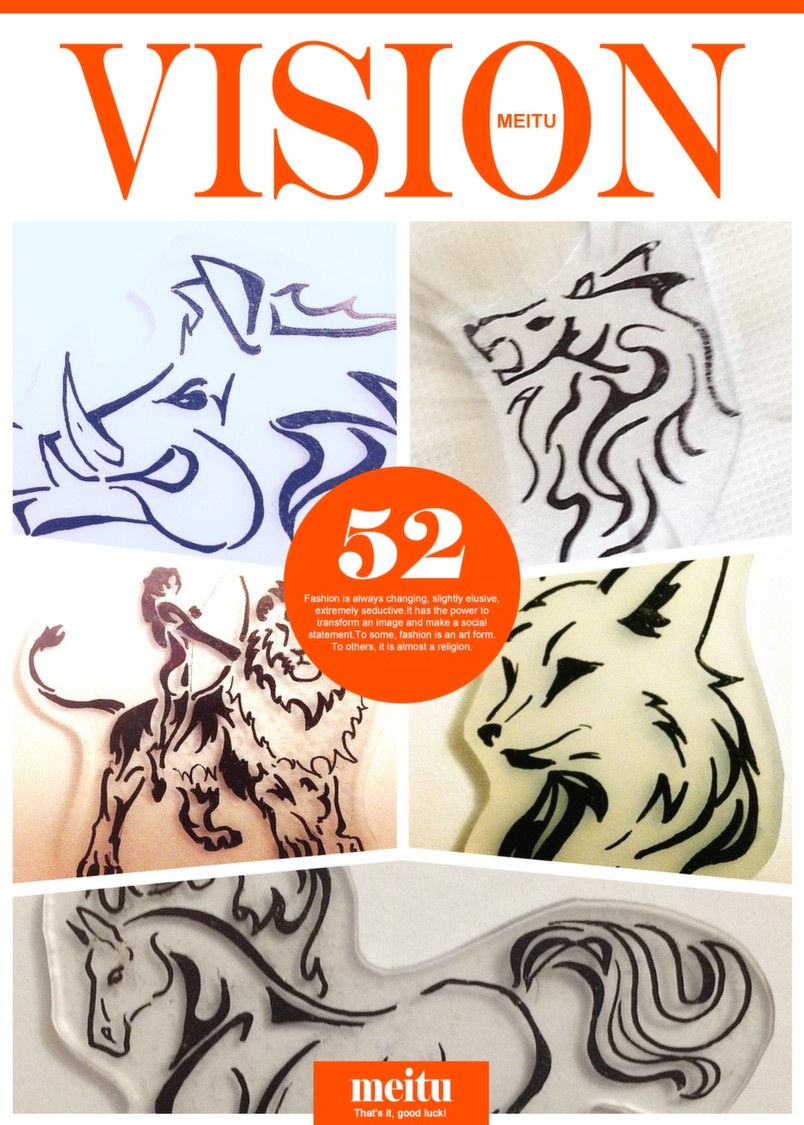 VISION
MEITU
52
Fashion is always changing, slightly elusive,
extremely seductive.It has the power to
transform an image and make a social
statement.To some, fashion is an art form.
To others, it is almost a religion.
meitu
That's it, good luck!